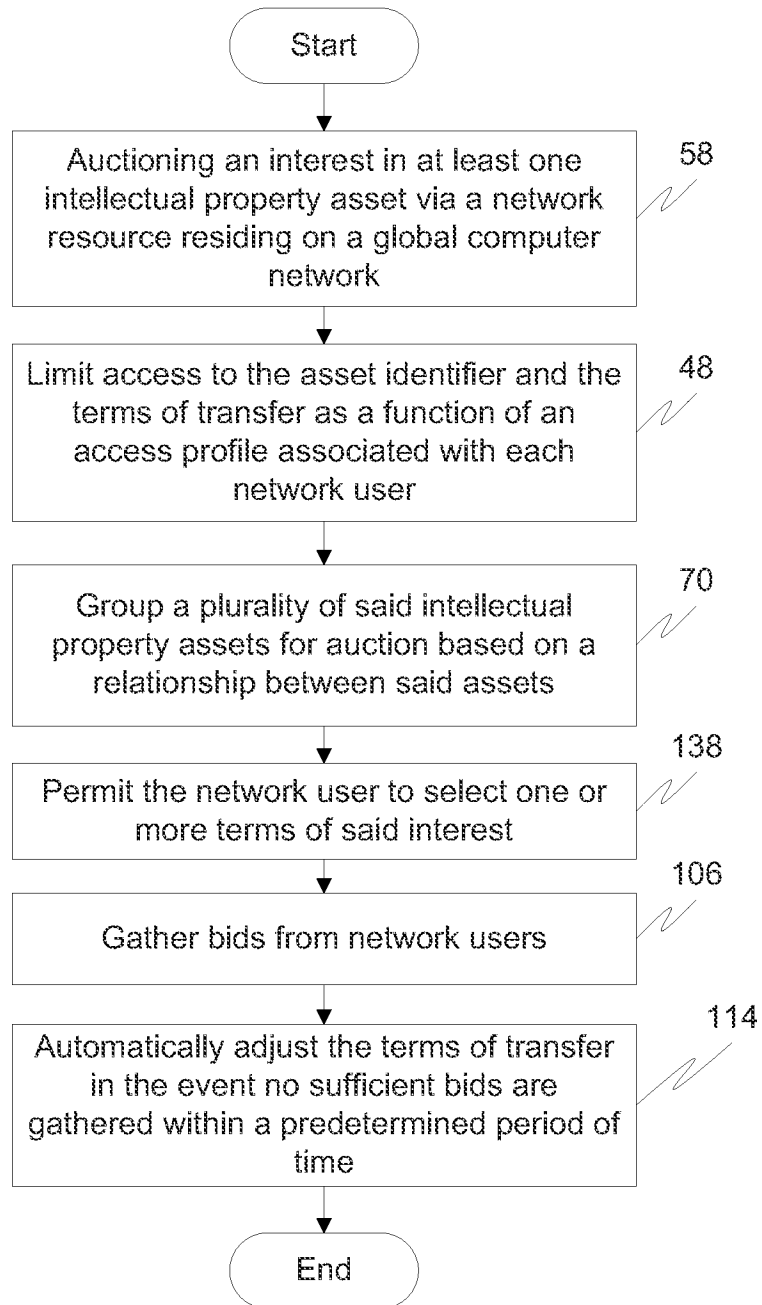 Start
Auctioning an interest in at least one
intellectual property asset via a network
resource residing on a global computer
network
58
Limit access to the asset identifier and the
terms of transfer as a function of an
access profile associated with each
network user
48
Group a plurality of said intellectual
property assets for auction based on a
relationship between said assets
70
Permit the network user to select one or
more terms of said interest
138
Gather bids from network users
106
Automatically adjust the terms of transfer
in the event no sufficient bids are
gathered within a predetermined period of
time
114
End